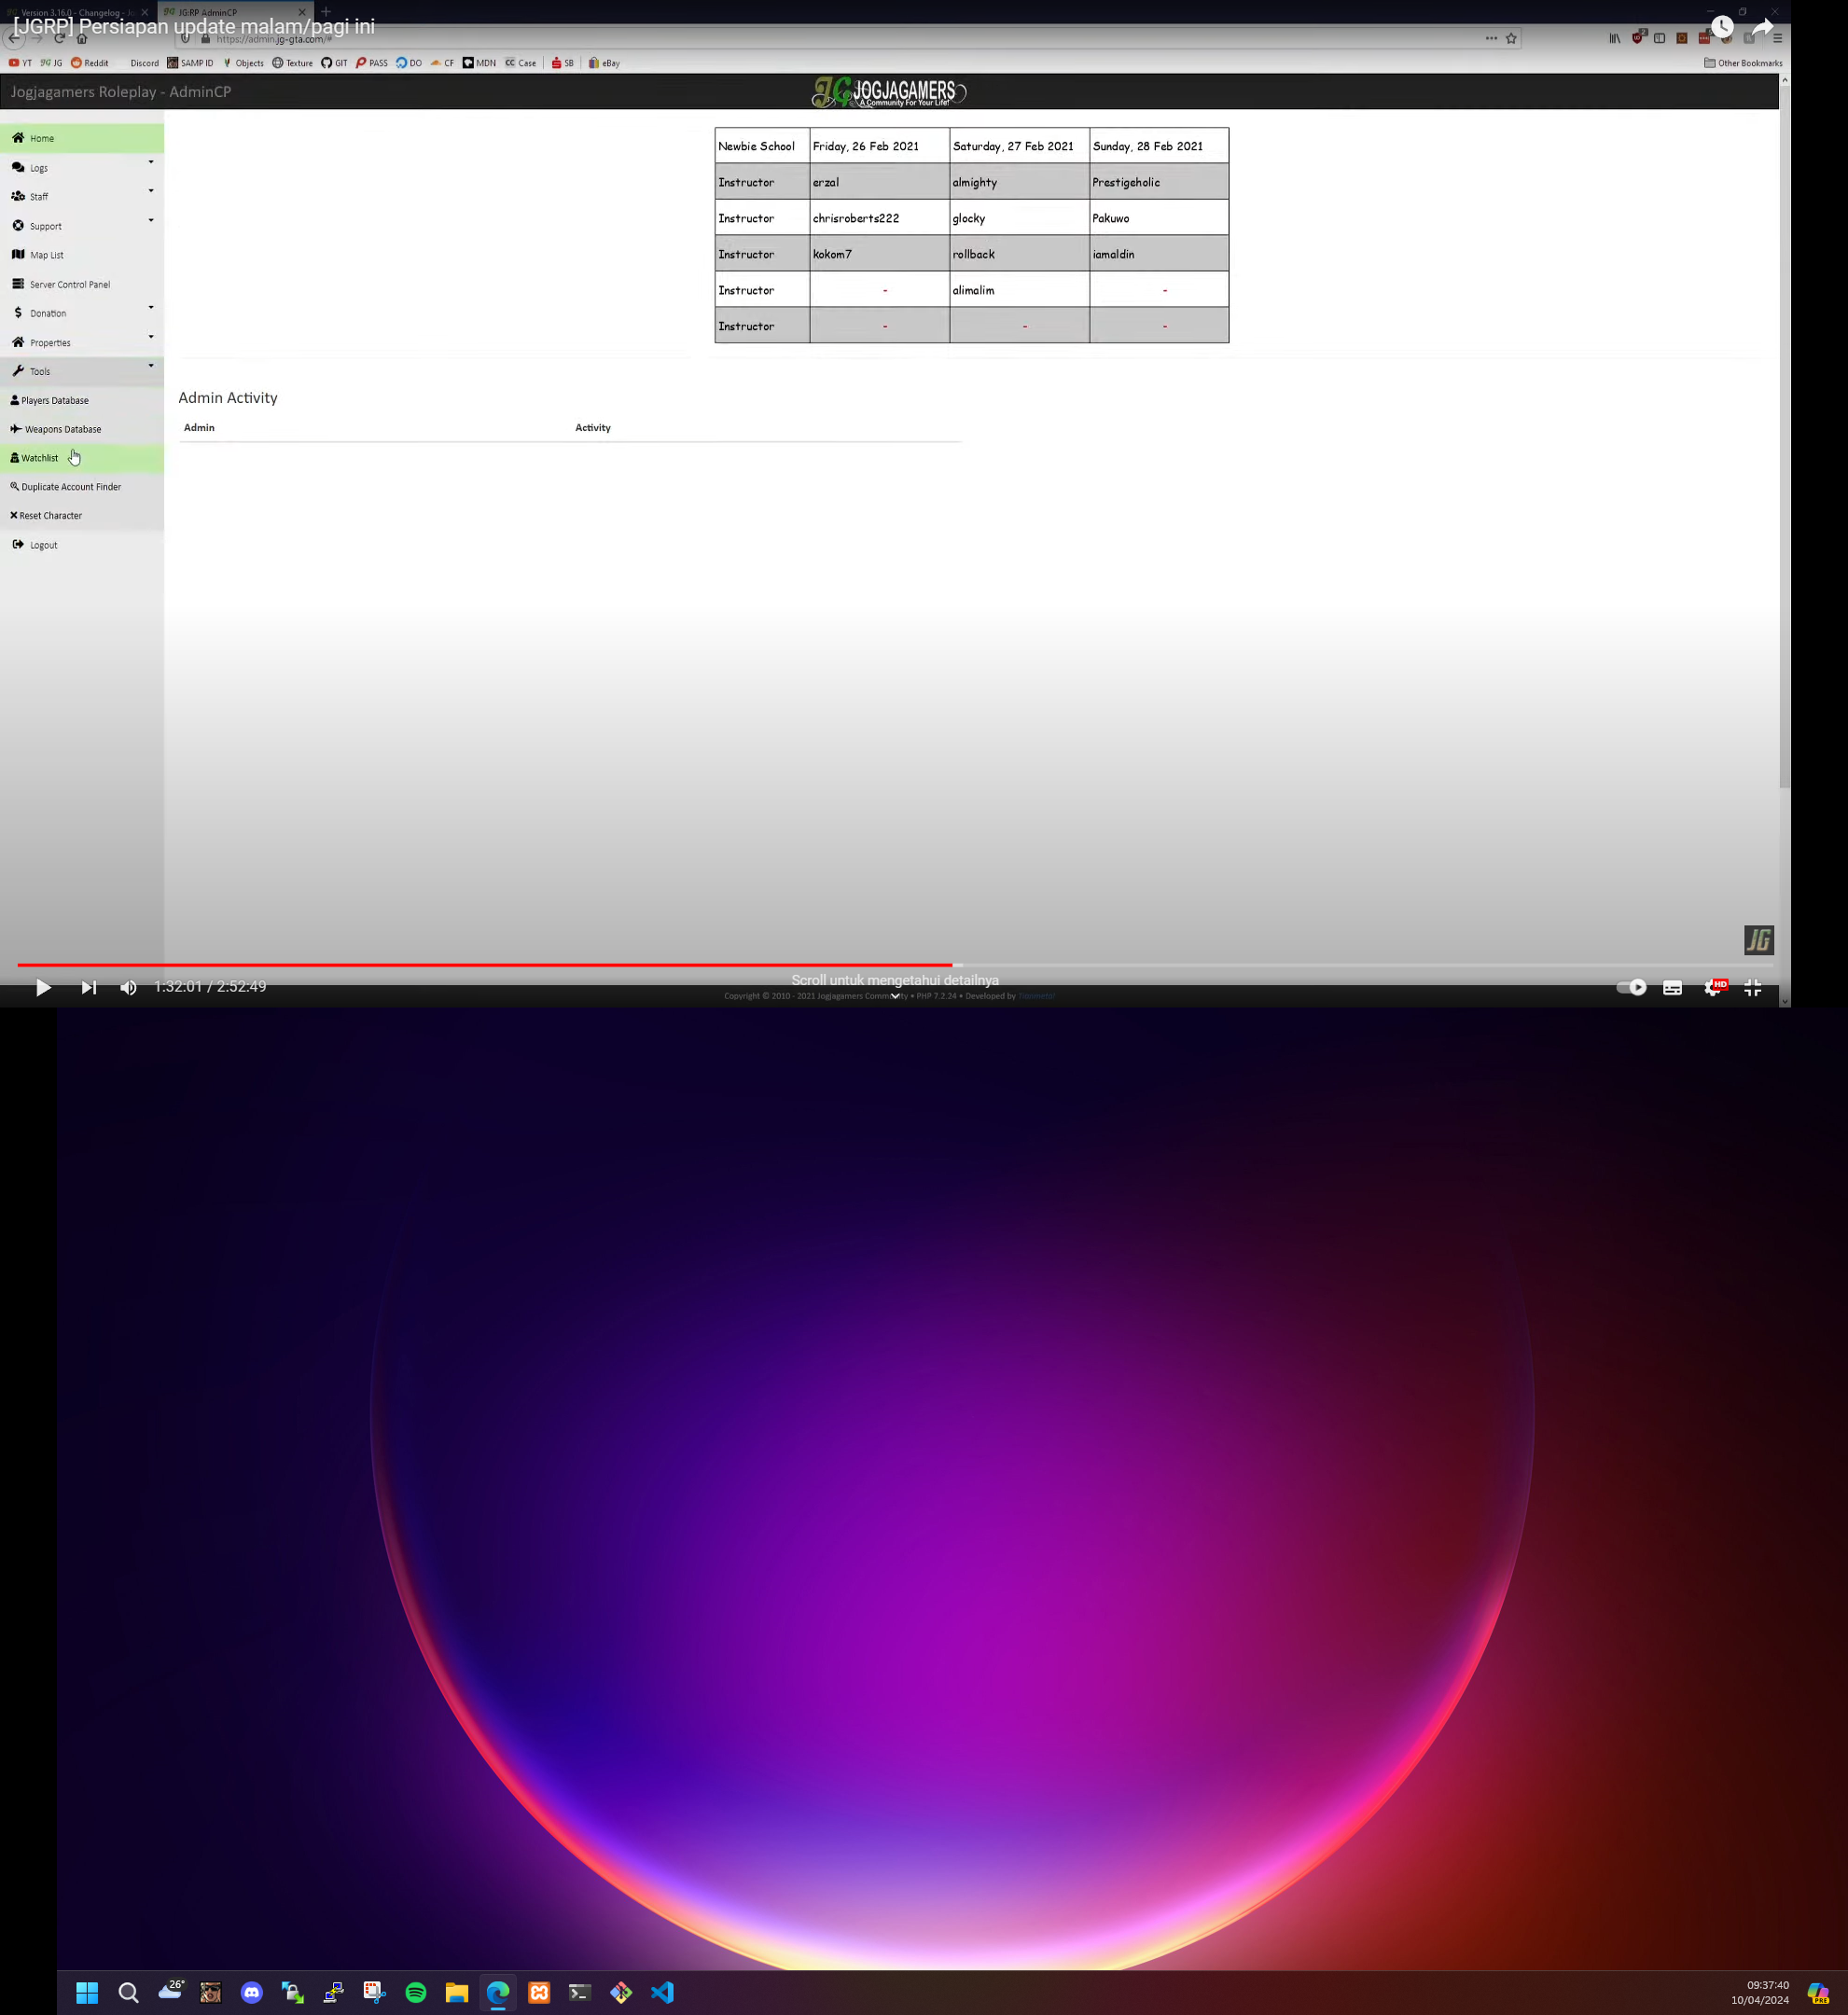 Version 3.16.0 - Changelog - J
JG:RP AdminCP
[JGRP] Persiapan update malam/pagi ini
https://admin.jg-gta.com/#
YT JG Reddit Discord SAMP ID Objects Texture GIT PASS DO CF MDN CC Case SB eBay Other Bookmarks
Jogjagamers Roleplay - AdminCP
JG JOGJAGAMERS
A Community For Your Life!
Home
Logs
Staff
Support
Map List
Server Control Panel
Donation
Properties
Tools
Players Database
Weapons Database
Watchlist
Duplicate Account Finder
Reset Character
Logout
Newbie School Friday, 26 Feb 2021 Saturday, 27 Feb 2021 Sunday, 28 Feb 2021
Instructor erzal almighty Prestigeholic
Instructor chrisroberts222 glocky Pakuwo
Instructor kokom7 rollback iamaldin
Instructor - alimalim -
Instructor - - -
Admin Activity
Admin Activity
JG
1:32:01 / 2:52:49
Scroll untuk mengetahui detailnya
HD
Copyright © 2010 - 2021 Jogjagamers Community • PHP 7.2.24 • Developed by
26°
09:37:40
10/04/2024
PRE